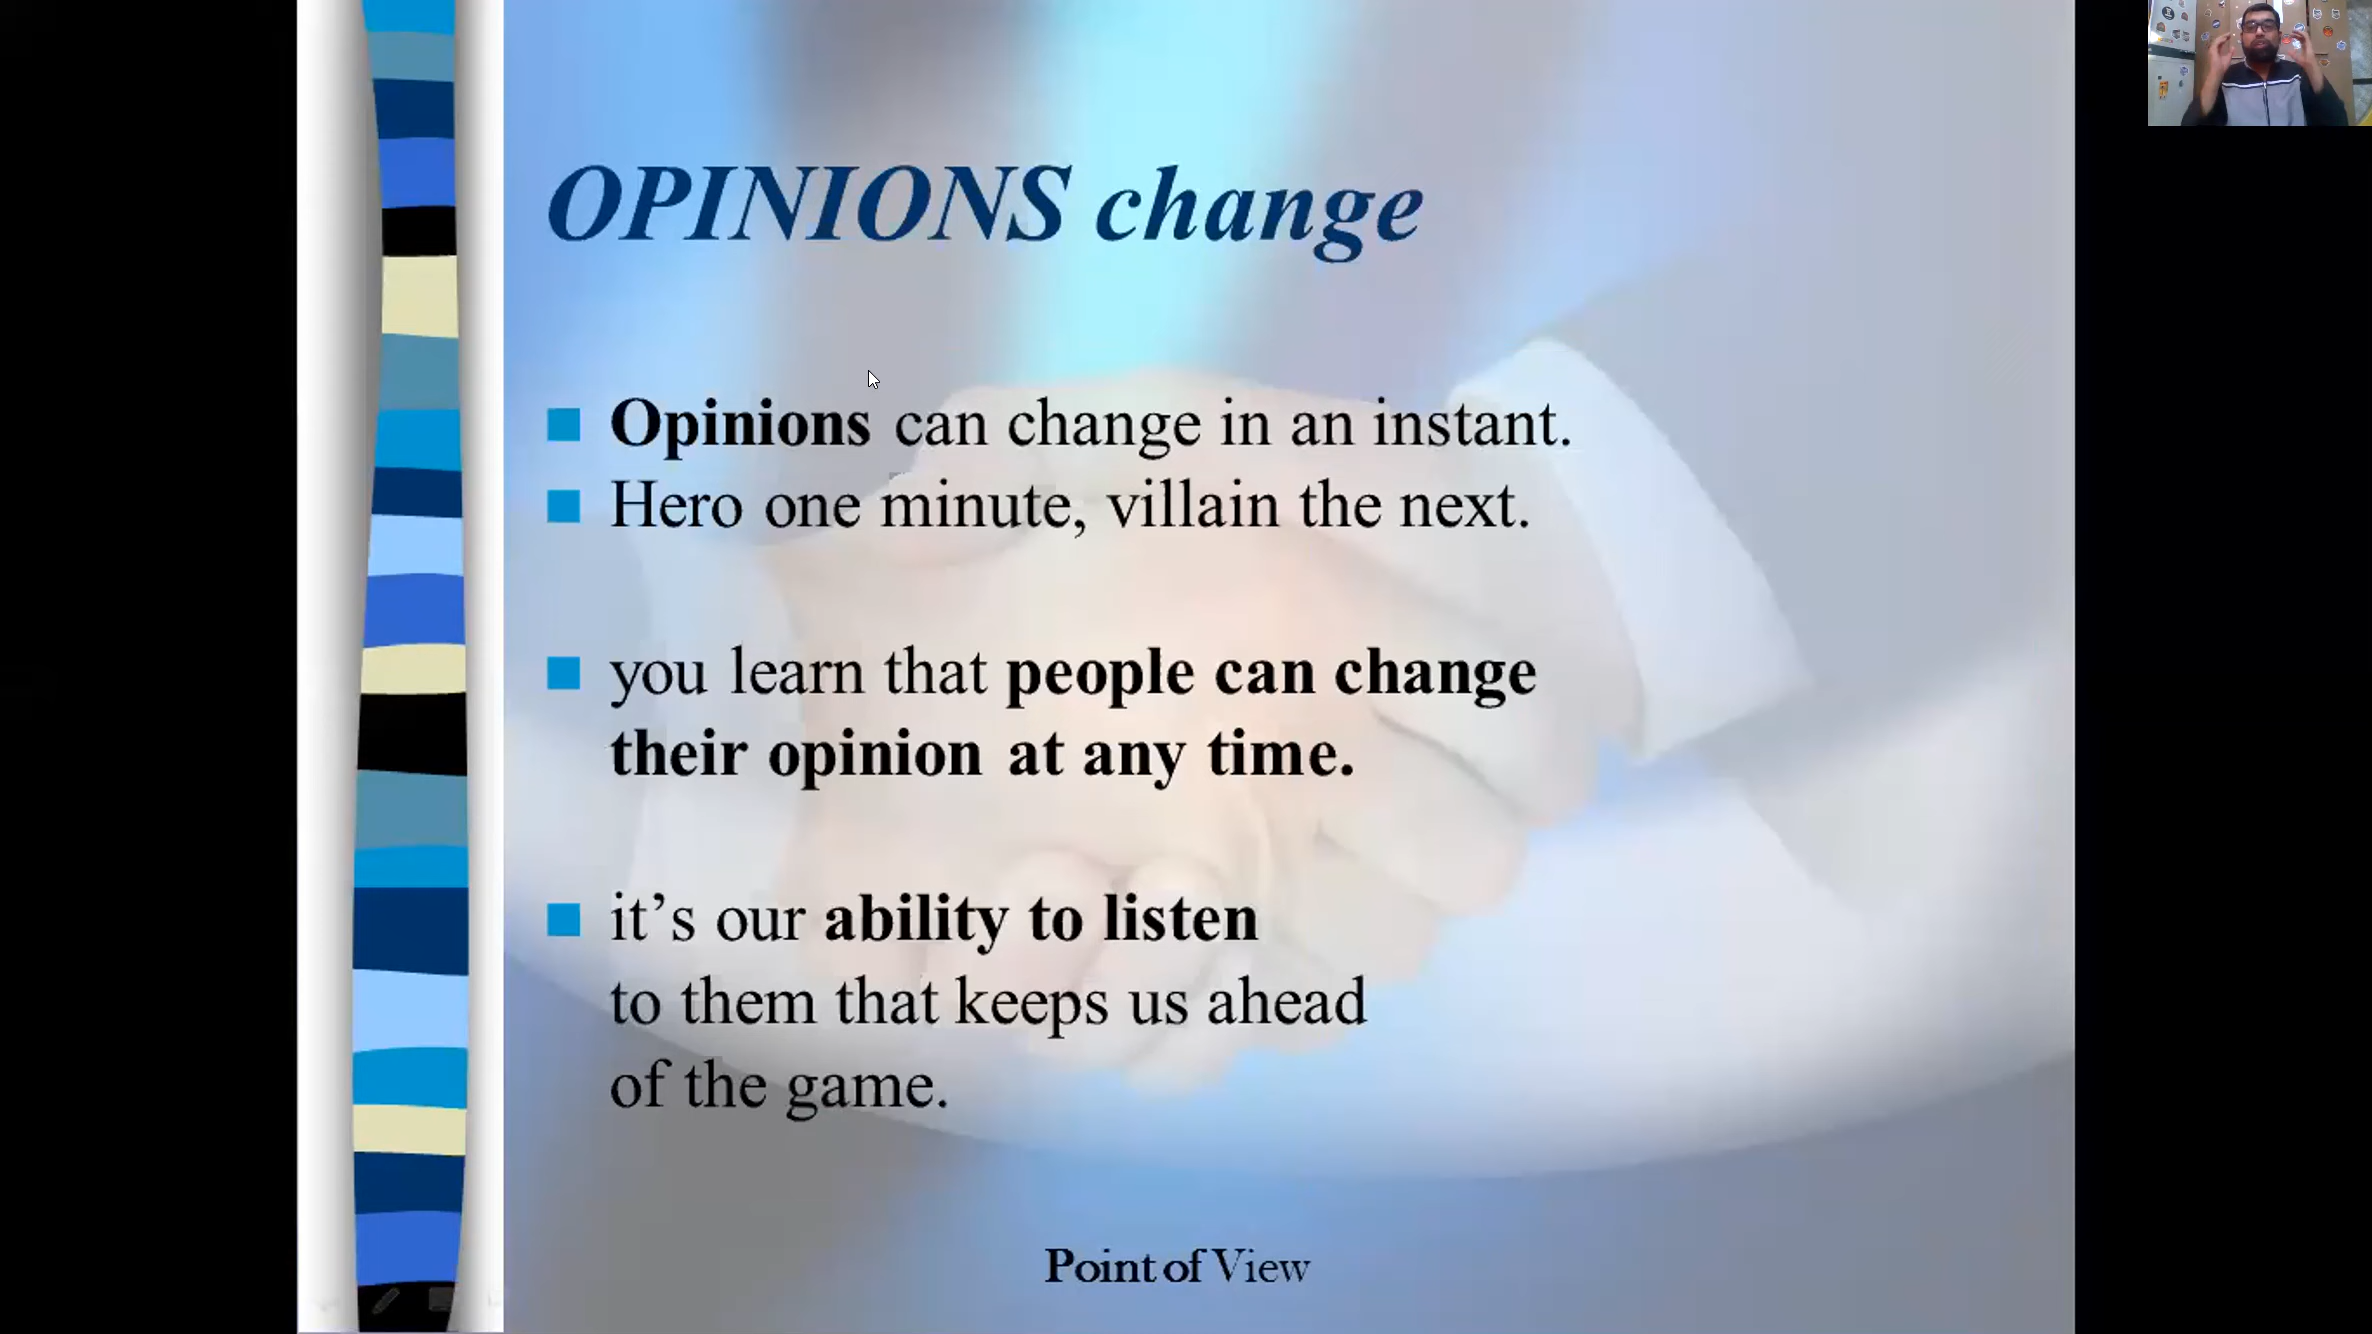 OPINIONS change
Opinions can change in an instant.
Hero one minute, villain the next.
you learn that people can change
their opinion at any time.
it’s our ability to listen
to them that keeps us ahead
of the game.
Point of View